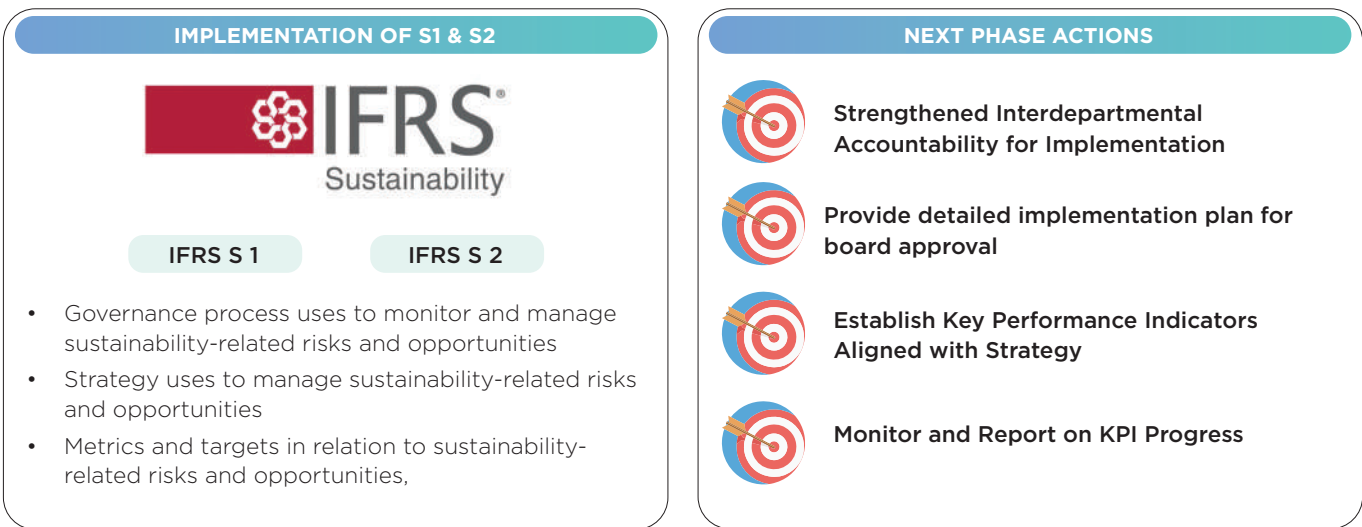 IMPLEMENTATION OF S1 & S2
IFRS®
Sustainability
IFRS S 1
IFRS S 2
• Governance process uses to monitor and manage
sustainability-related risks and opportunities
• Strategy uses to manage sustainability-related risks
and opportunities
• Metrics and targets in relation to sustainability-
related risks and opportunities,
NEXT PHASE ACTIONS
Strengthened Interdepartmental
Accountability for Implementation
Provide detailed implementation plan for
board approval
Establish Key Performance Indicators
Aligned with Strategy
Monitor and Report on KPI Progress